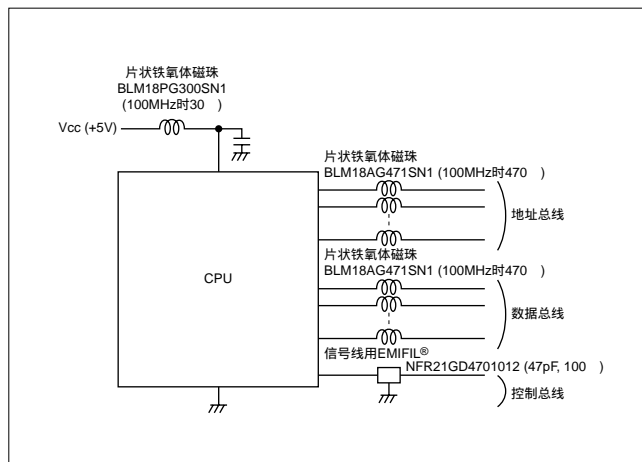 片状铁氧体磁珠
BLM18PG300SN1
(100MHz时30 )
Vcc (+5V)
片状铁氧体磁珠
BLM18AG471SN1 (100MHz时470 )
地址总线
片状铁氧体磁珠
BLM18AG471SN1 (100MHz时470 )
CPU
数据总线
信号线用EMIFIL®
NFR21GD4701012 (47pF, 100 )
控制总线